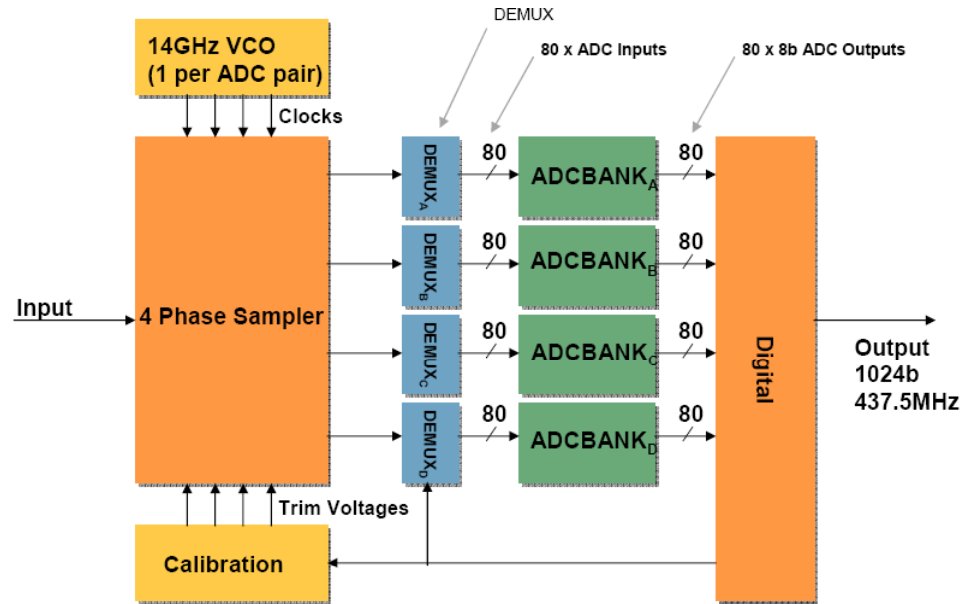 DEMUX
14GHz VCO
(1 per ADC pair)
80 x ADC Inputs
80 x 8b ADC Outputs
Clocks
80
80
DEMUXA
ADCBANKA
80
80
DEMUXB
ADCBANKB
Input
4 Phase Sampler
80
80
DEMUXC
ADCBANKC
Digital
Output
1024b
437.5MHz
80
80
DEMUXD
ADCBANKD
Trim Voltages
Calibration